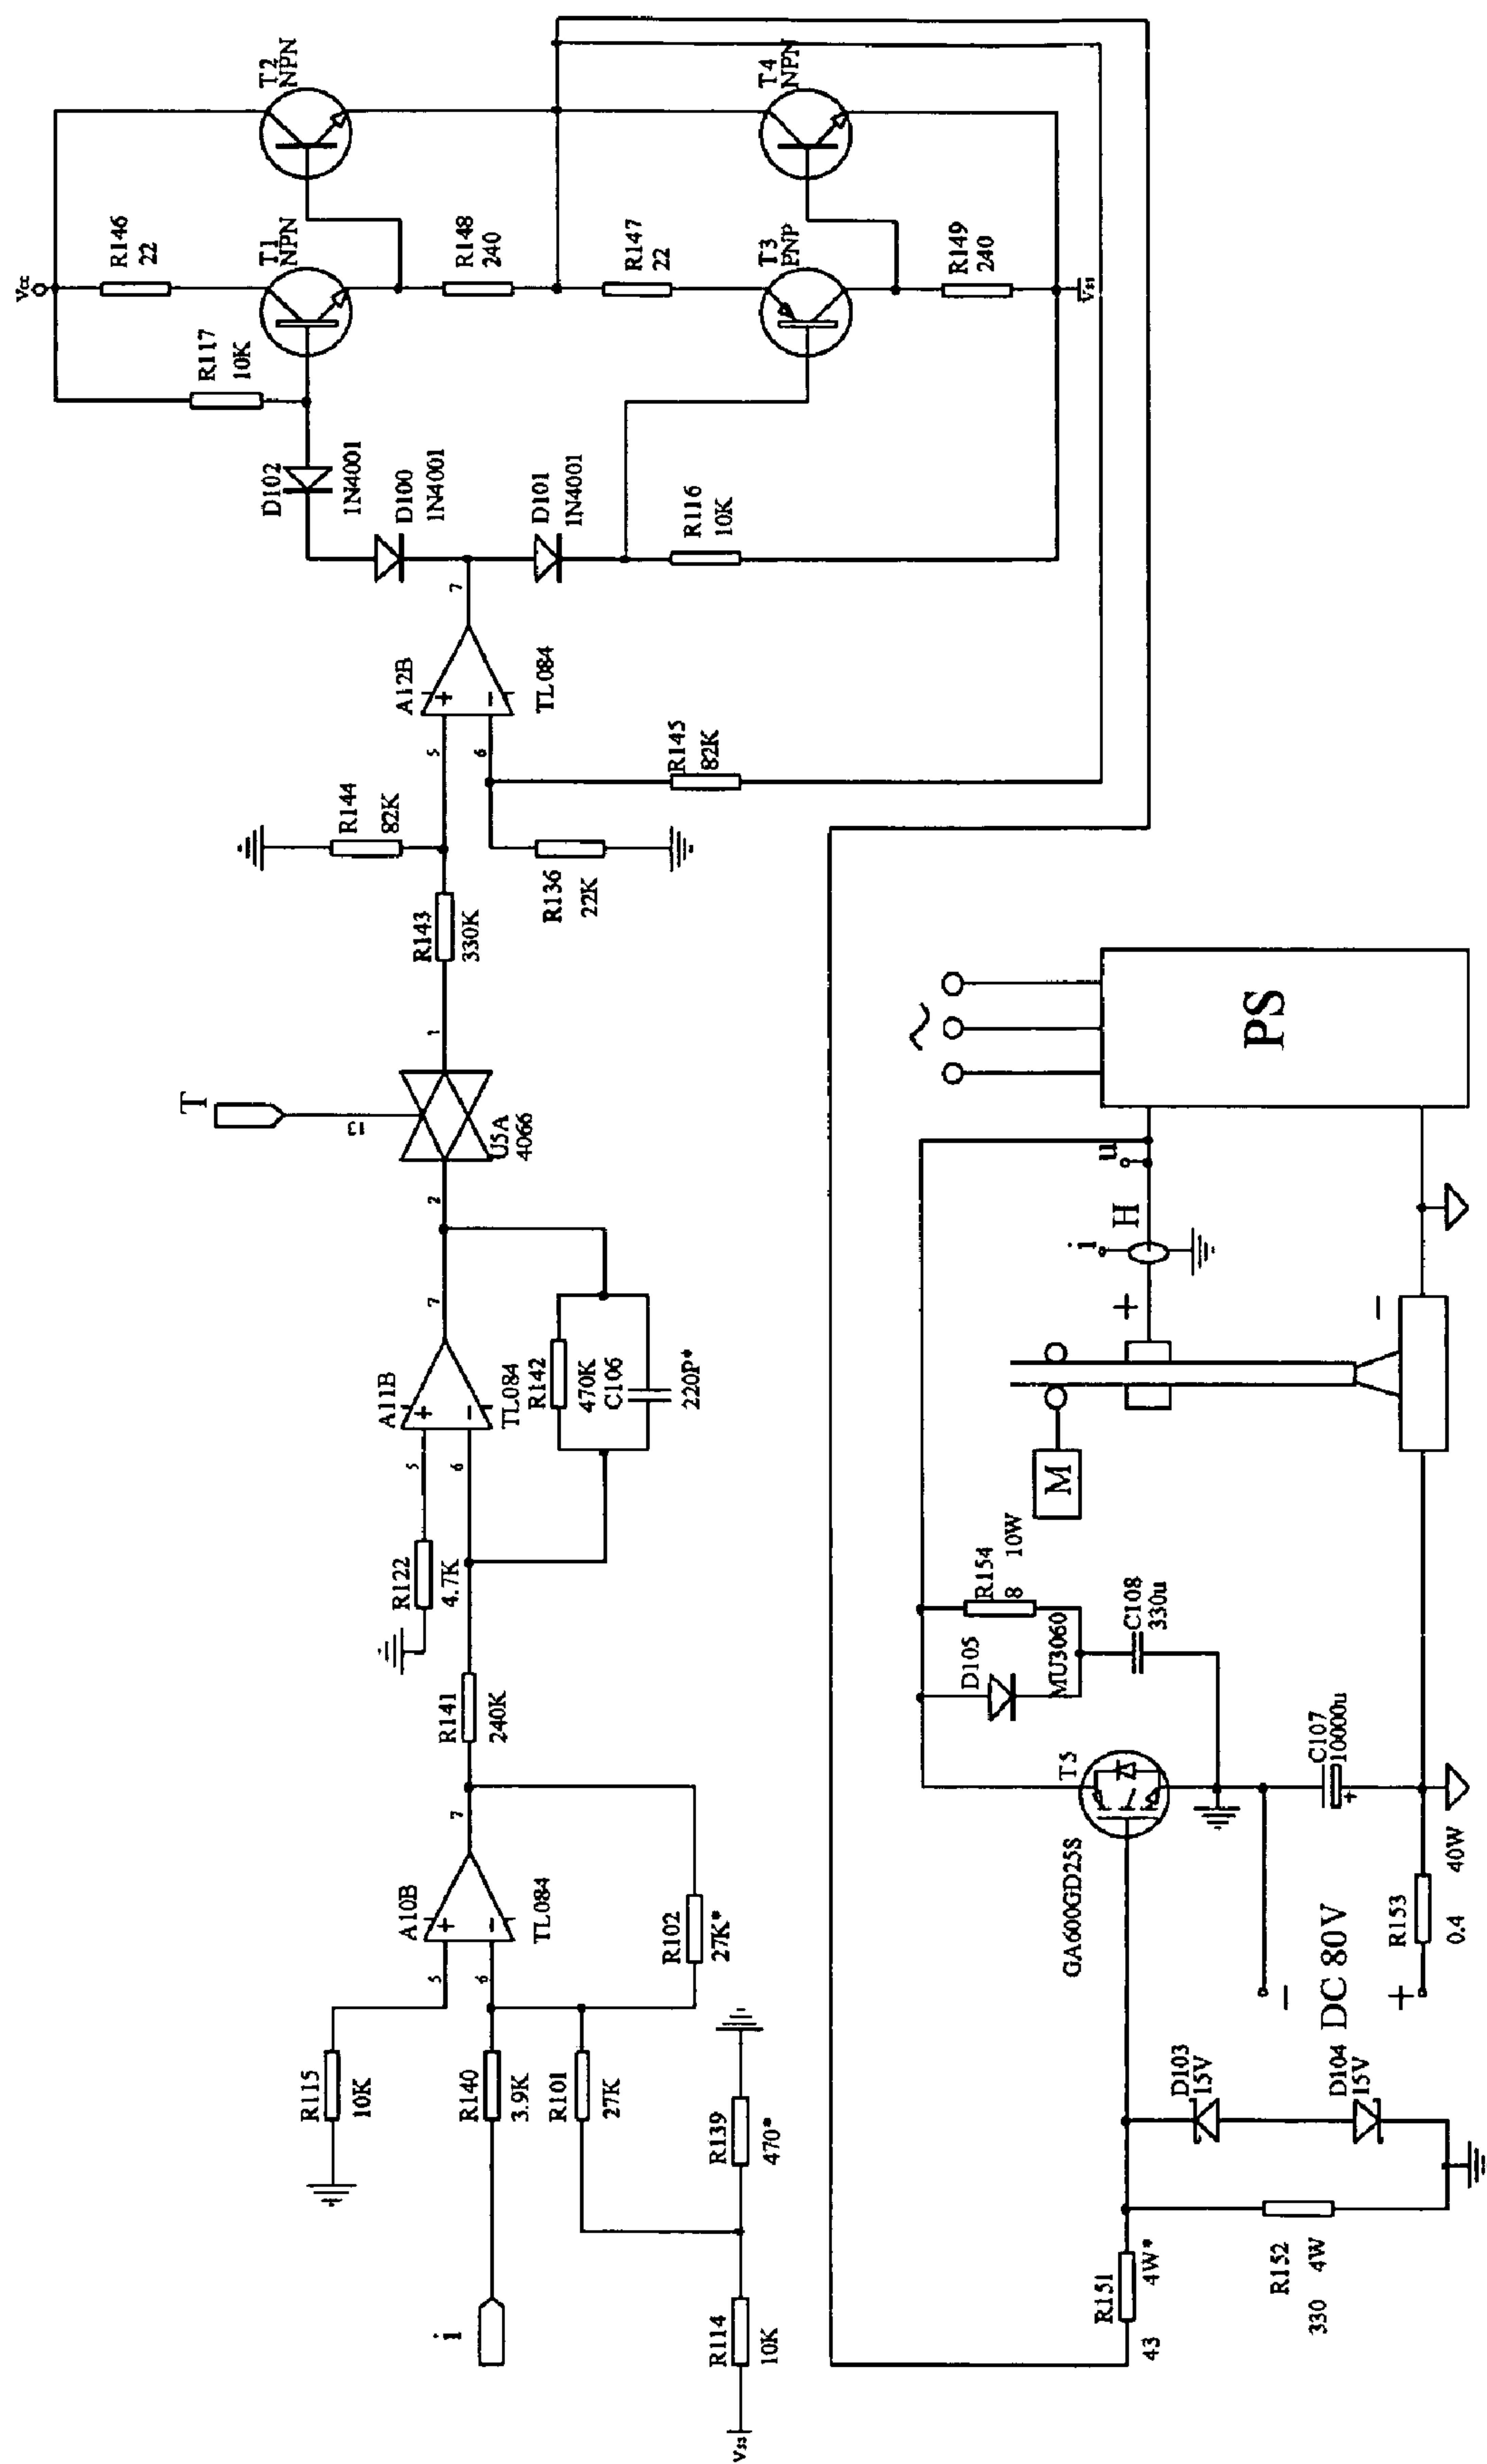 Vcc
R146
22
T1
NPN
T2
NPN
R117
10K
R148
240
R147
22
T3
PNP
T4
NPN
R149
240
Vss
D102
1N4001
D100
1N4001
D101
1N4001
R116
10K
7
A12B
TL084
5
6
R144
82K
R145
82K
R136
22K
R143
330K
1
T
U5A
4066
2
7
A11B
TL084
5
6
R142
470K
C106
220P*
R122
4.7K
R141
240K
7
A10B
TL084
5
6
R102
27K*
R115
10K
R140
3.9K
R101
27K
R139
470*
i
R114
10K
Vss
~
PS
u
H
i
+
-
M
R154
8
10W
D105
MU3060
C108
330u
T5
GA600GD25S
C107
10000u
+
-
DC 80V
+
R153
0.4
40W
D103
15V
D104
15V
R151
43
4W*
R152
330
4W